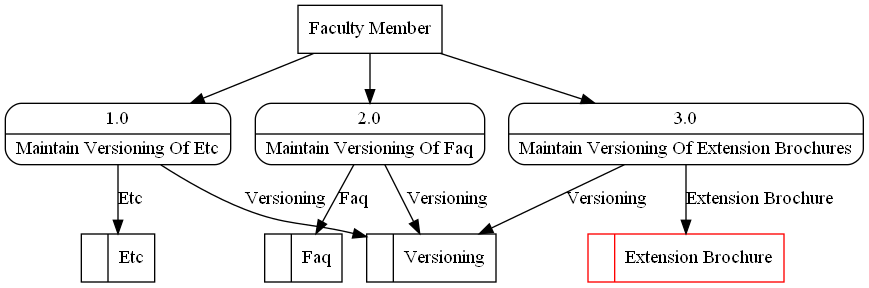 Faculty Member
1.0
Maintain Versioning Of Etc
2.0
Maintain Versioning Of Faq
3.0
Maintain Versioning Of Extension Brochures
Etc
Versioning
Faq
Versioning
Versioning
Extension Brochure
Etc
Faq
Versioning
Extension Brochure